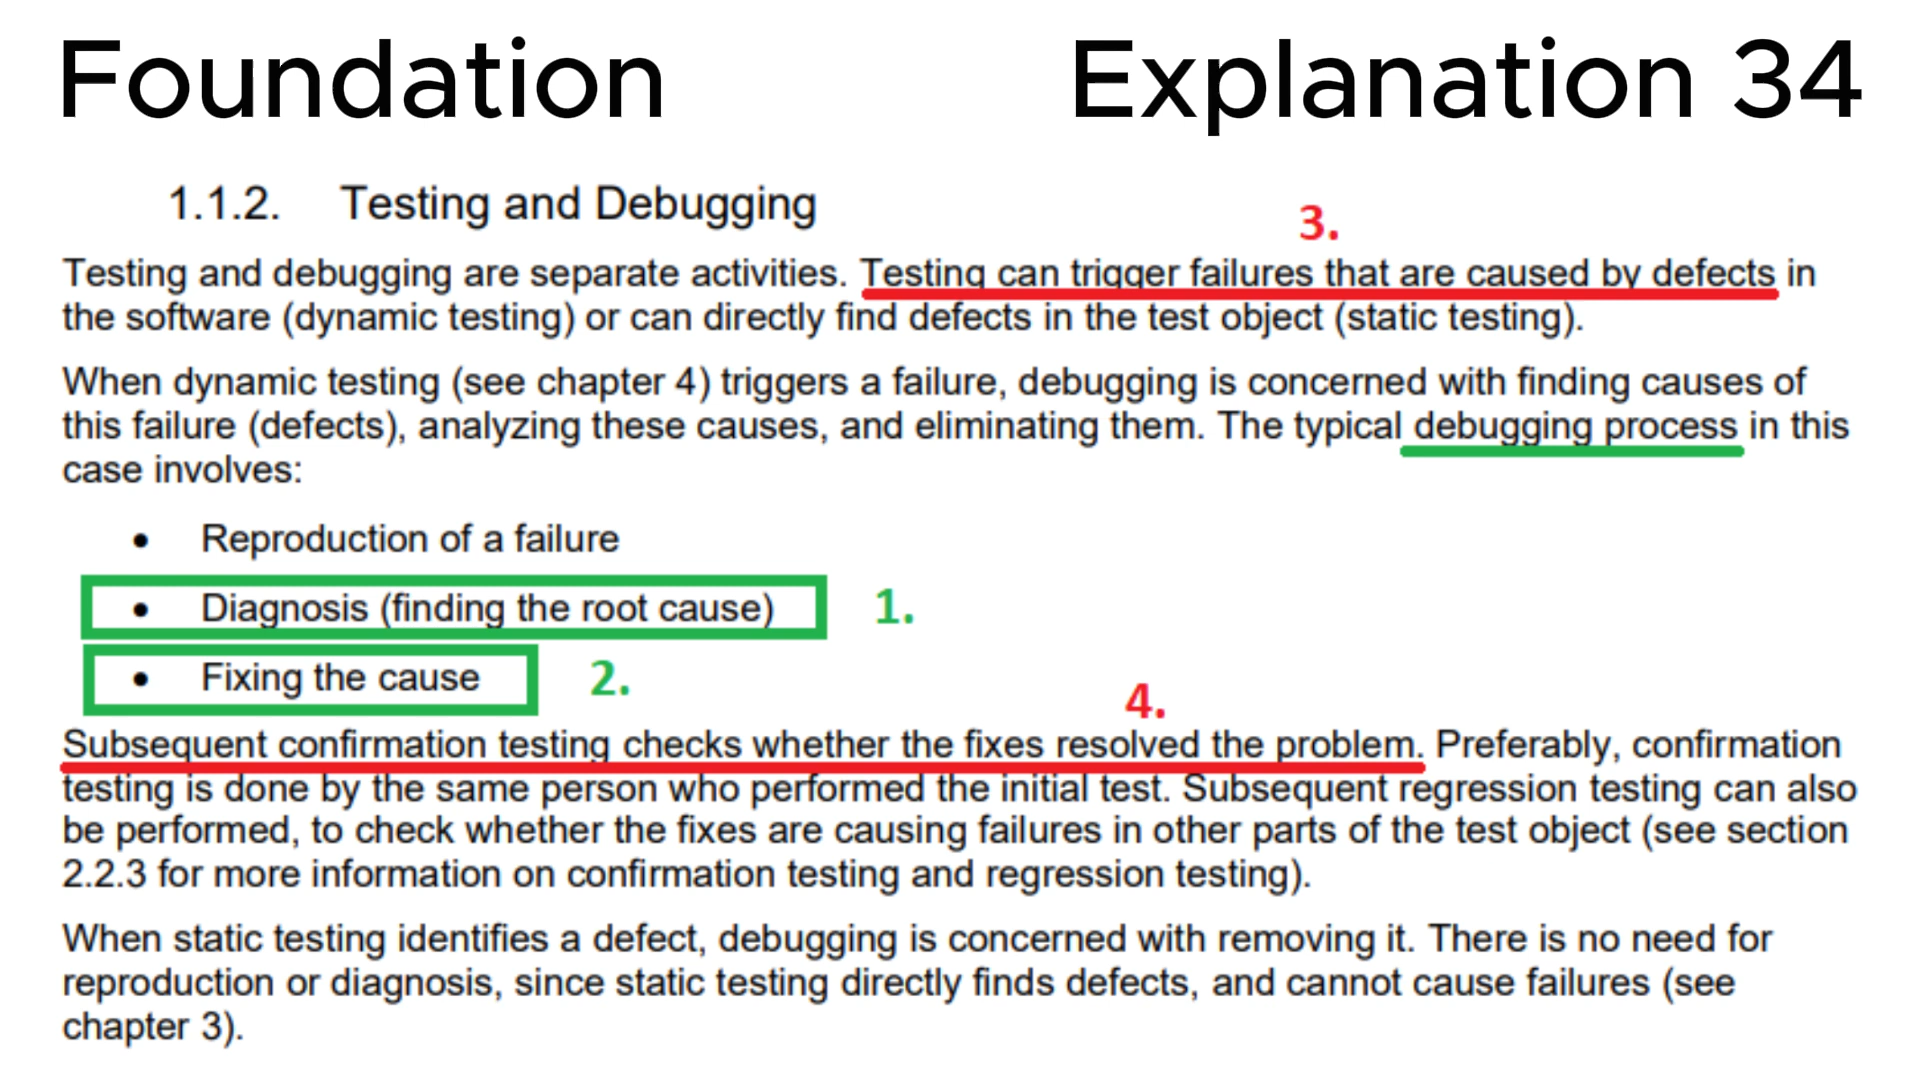 Foundation
Explanation 34
1.1.2. Testing and Debugging
3.
Testing and debugging are separate activities. Testing can trigger failures that are caused by defects in
the software (dynamic testing) or can directly find defects in the test object (static testing).
When dynamic testing (see chapter 4) triggers a failure, debugging is concerned with finding causes of
this failure (defects), analyzing these causes, and eliminating them. The typical debugging process in this
case involves:
• Reproduction of a failure
• Diagnosis (finding the root cause) 1.
• Fixing the cause 2.
4.
Subsequent confirmation testing checks whether the fixes resolved the problem. Preferably, confirmation
testing is done by the same person who performed the initial test. Subsequent regression testing can also
be performed, to check whether the fixes are causing failures in other parts of the test object (see section
2.2.3 for more information on confirmation testing and regression testing).
When static testing identifies a defect, debugging is concerned with removing it. There is no need for
reproduction or diagnosis, since static testing directly finds defects, and cannot cause failures (see
chapter 3).